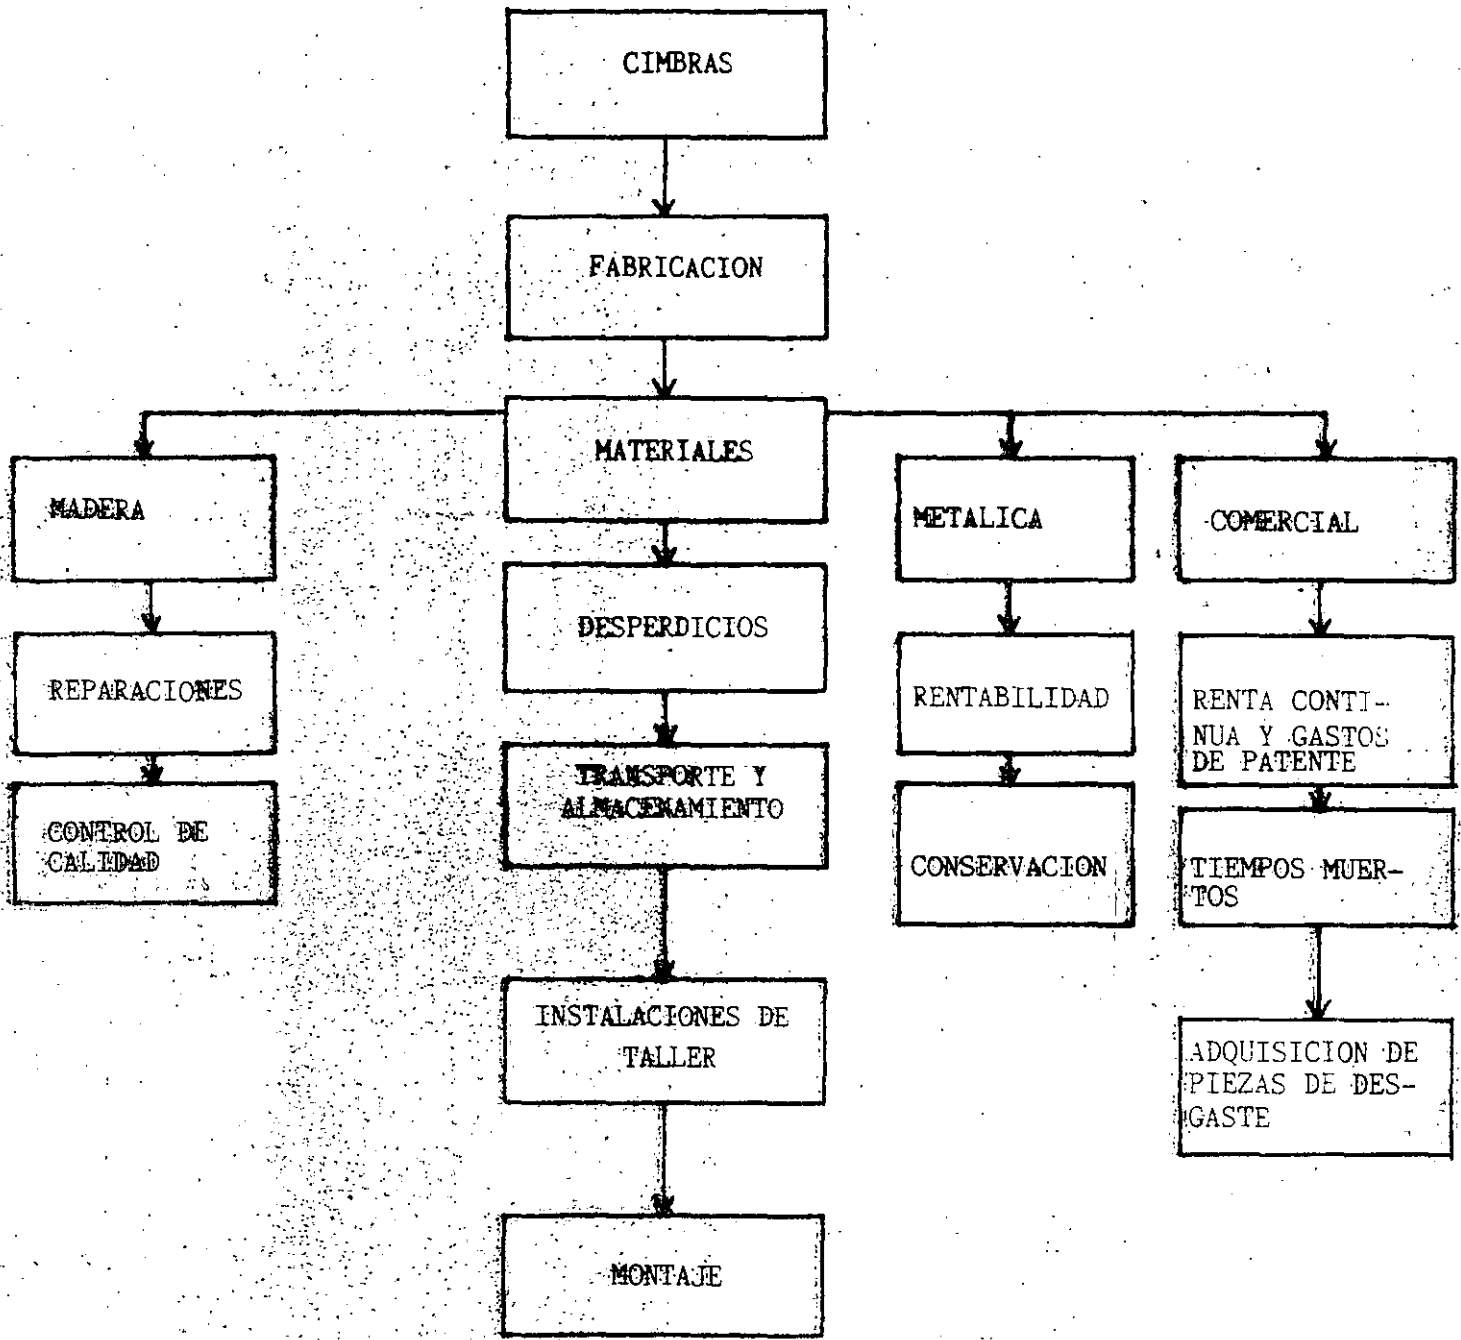 CIMBRAS
FABRICACION
MATERIALES
MADERA
METALICA
COMERCIAL
DESPERDICIOS
REPARACIONES
RENTABILIDAD
RENTA CONTI-
NUA Y GASTOS
DE PATENTE
TRANSPORTE Y
ALMACENAMIENTO
CONTROL DE
CALIDAD
CONSERVACION
TIEMPOS MUER-
TOS
INSTALACIONES DE
TALLER
ADQUISICION DE
PIEZAS DE DES-
GASTE
MONTAJE